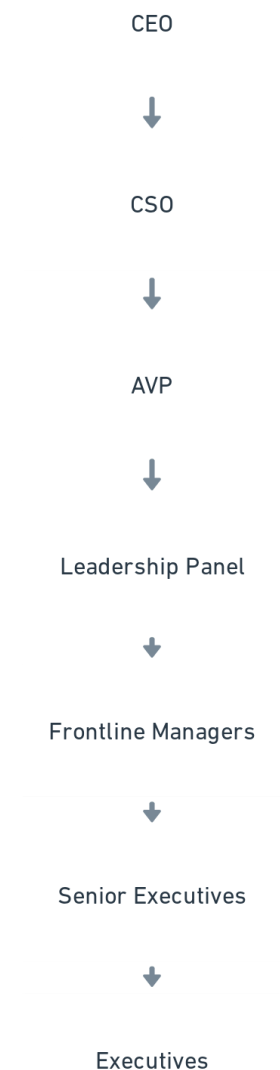 CEO
CSO
AVP
Leadership Panel
Frontline Managers
Senior Executives
Executives